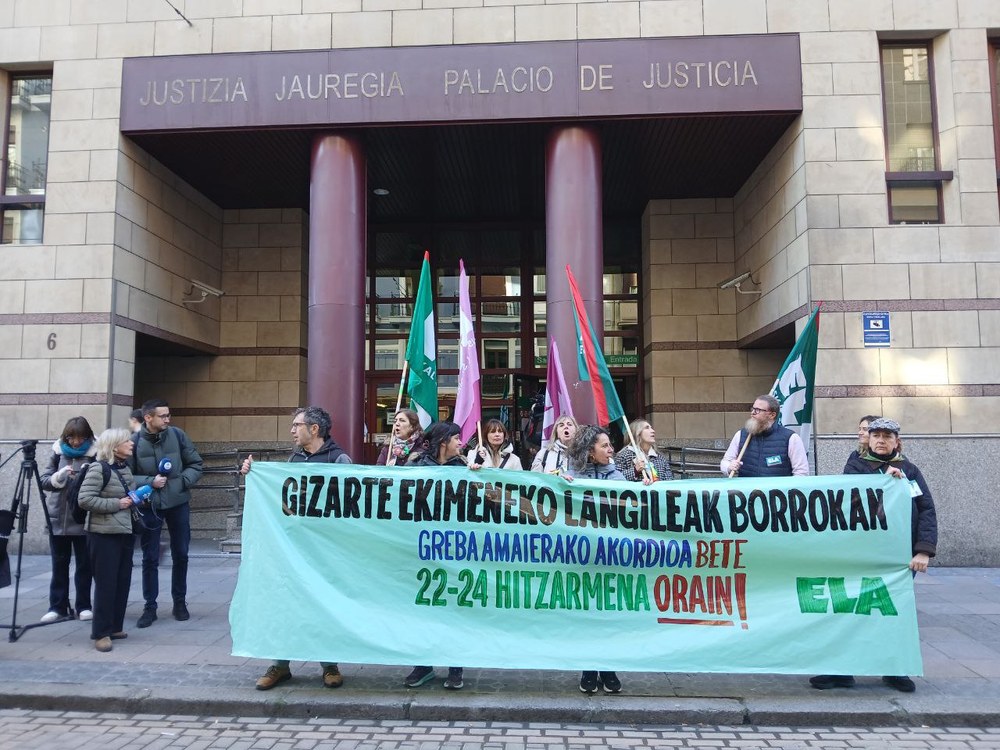 JUSTIZIA JAUREGIA PALACIO DE JUSTICIA
6
Entrada
GIZARTE EKIMENEKO LANGILEAK BORROKAN
GREBA AMAIERAKO AKORDIOA BETE
22-24 HITZARMENA ORAIN!
ELA